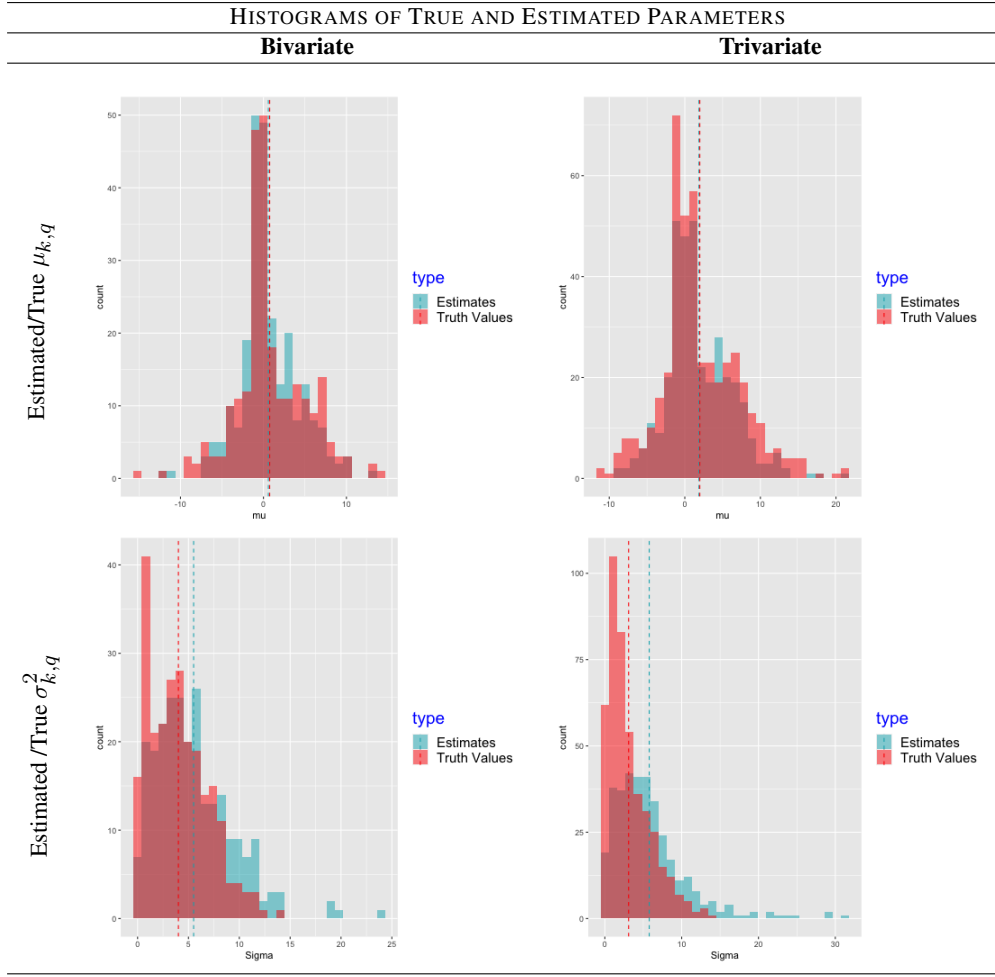 HISTOGRAMS OF TRUE AND ESTIMATED PARAMETERS
Bivariate Trivariate
Estimated/True μk,q
50
40
30
20
10
0
count
-10 0 10
mu
type
Estimates
Truth Values
60
40
20
0
count
-10 0 10 20
mu
type
Estimates
Truth Values
Estimated /True σ²k,q
40
30
20
10
0
count
0 5 10 15 20 25
Sigma
type
Estimates
Truth Values
100
75
50
25
0
count
0 10 20 30
Sigma
type
Estimates
Truth Values